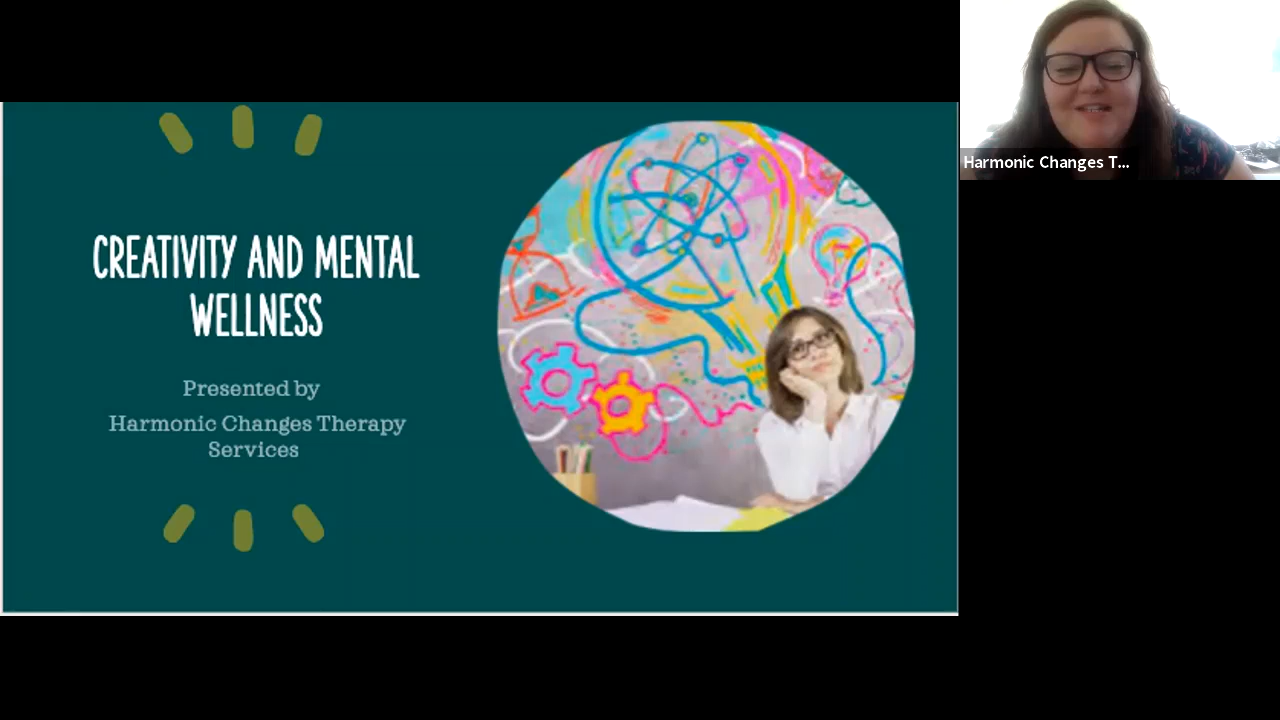 CREATIVITY AND MENTAL
WELLNESS
Presented by
Harmonic Changes Therapy
Services
Harmonic Changes T...